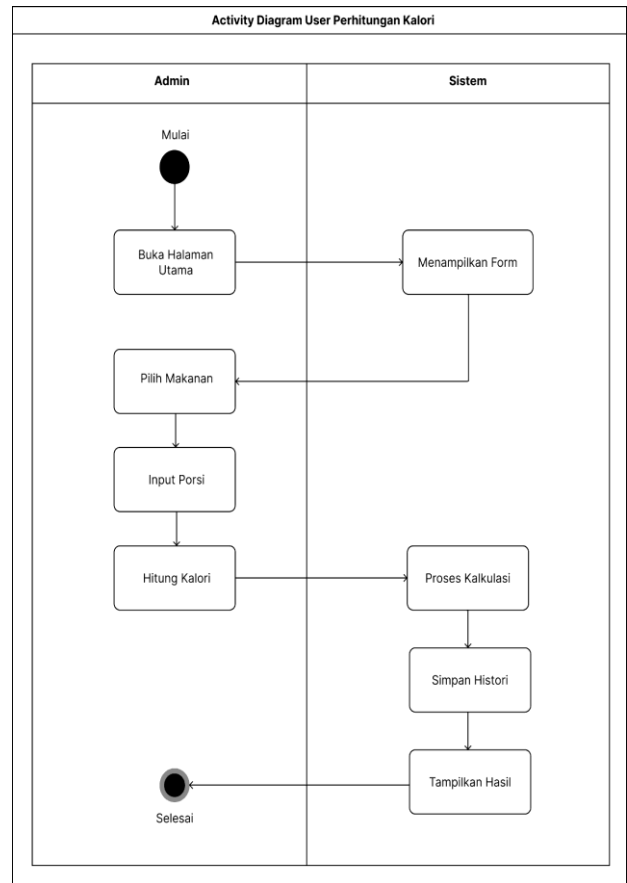 Activity Diagram User Perhitungan Kalori
Admin
Sistem
Mulai
Buka Halaman
Utama
Menampilkan Form
Pilih Makanan
Input Porsi
Hitung Kalori
Proses Kalkulasi
Simpan Histori
Tampilkan Hasil
Selesai